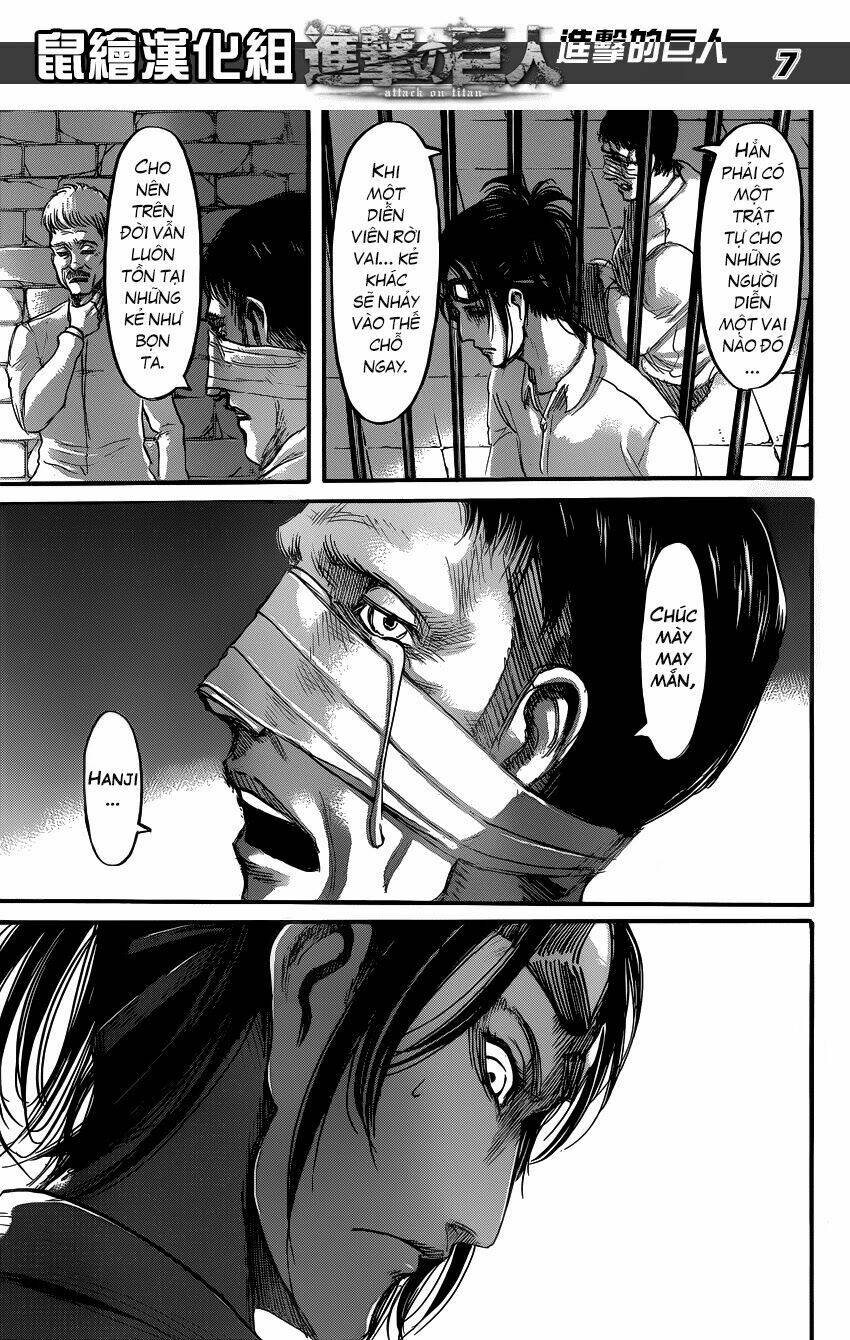 鼠繪漢化組
進撃の巨人
attack on titan
進擊的巨人
7
HẲN
PHẢI CÓ
MỘT
TRẬT
TỰ CHO
NHỮNG
NGƯỜI
DIỄN
MỘT VAI
NÀO ĐÓ
...
KHI
MỘT
DIỄN
VIÊN RỜI
VAI... KẺ
KHÁC
SẼ NHẢY
VÀO THẾ
CHỖ
NGAY.
CHO
NÊN
TRÊN
ĐỜI VẪN
LUÔN
TỒN TẠI
NHỮNG
KẺ NHƯ
BỌN
TA.
CHÚC
MÀY
MAY
MẮN,
HANJI
...